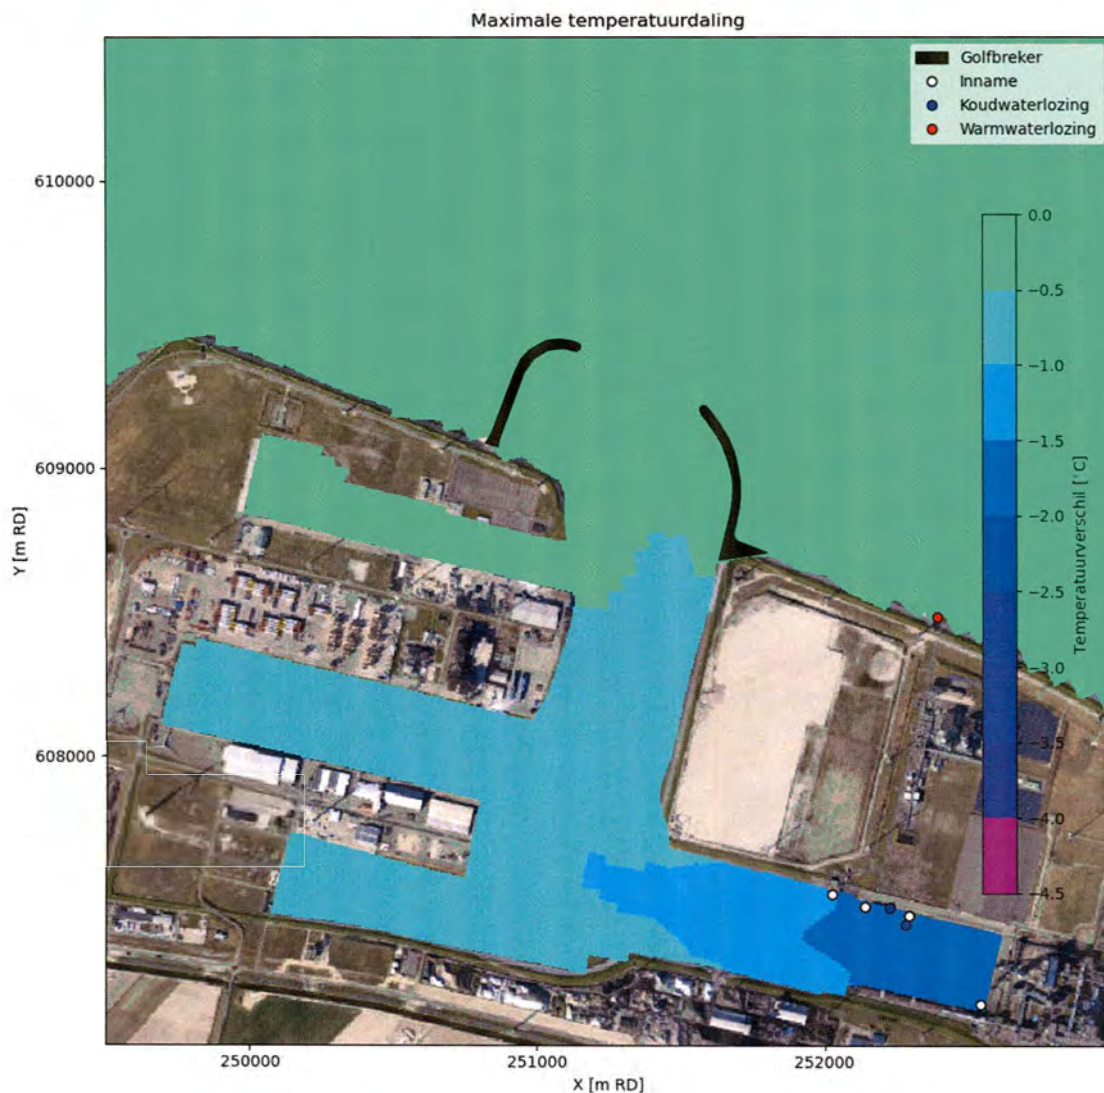 Maximale temperatuurdaling
Golfbreker
Inname
Koudwaterlozing
Warmwaterlozing
610000
609000
608000
Y [m RD]
0.0
−0.5
−1.0
−1.5
−2.0
−2.5
−3.0
−3.5
−4.0
−4.5
Temperatuurverschil [°C]
250000
251000
252000
X [m RD]